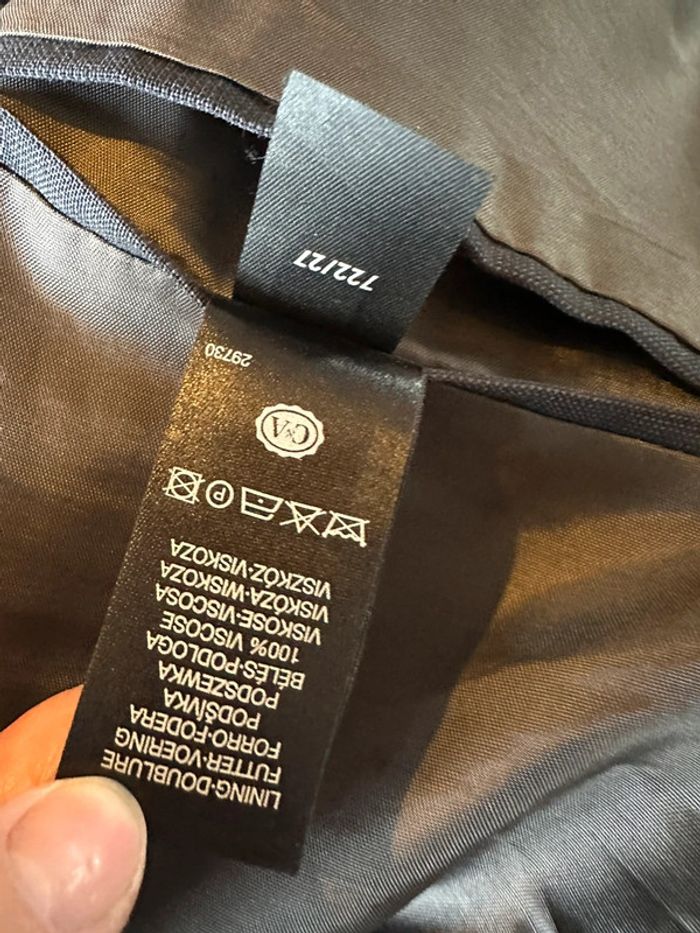 LINING·DOUBLURE
FUTTER·VOERING
FORRO·FODERA
PODŠÍVKA
PODSZEWKA
BÉLÉS·PODLOGA
100% VISCOSE
VISKOSE·VISCOSA
VISKÓZA·WISKOZA
VISZKÓZ·VISKOZA
P
C&A
29730
722/27